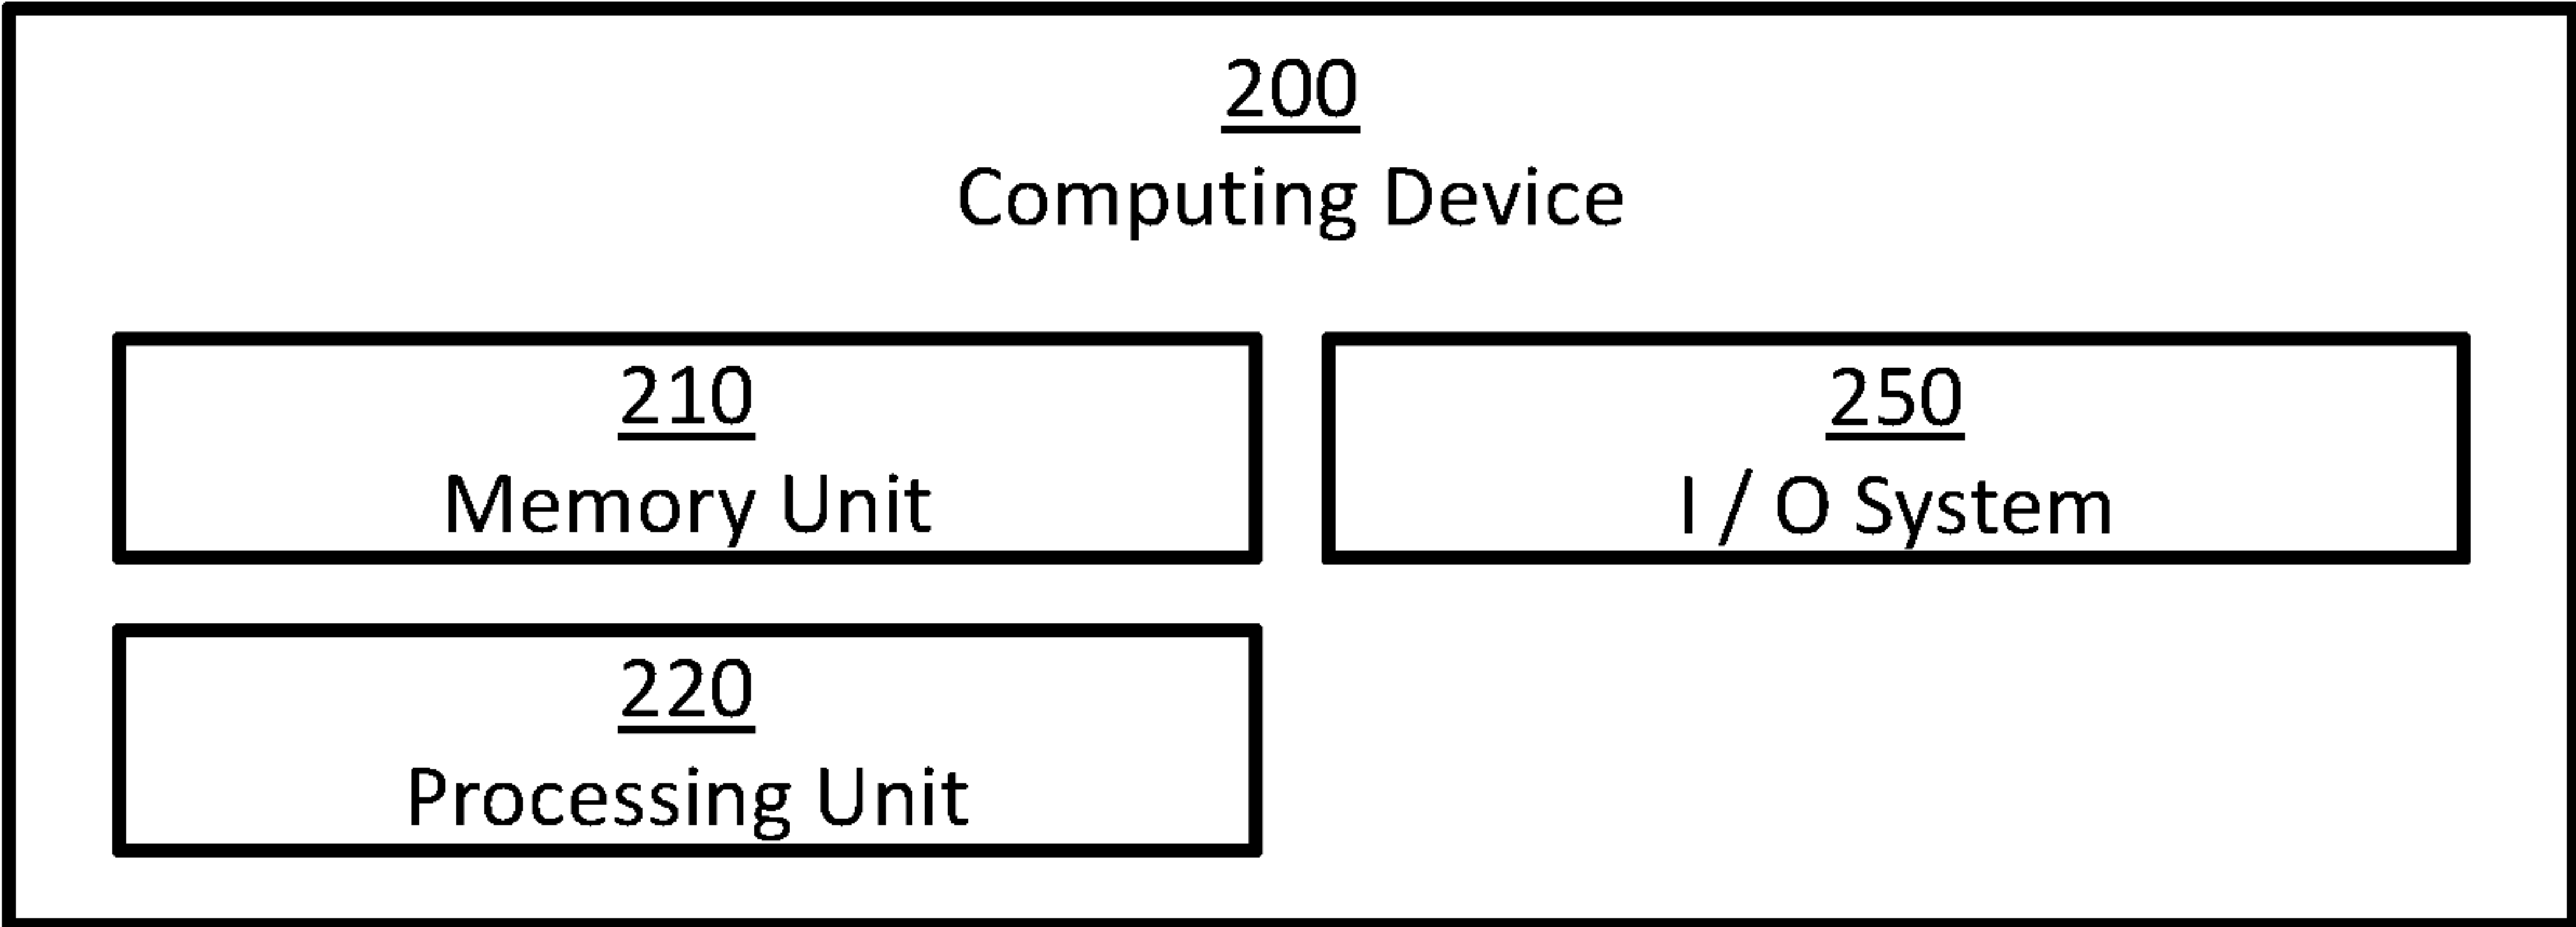 200
Computing Device
210
Memory Unit
250
I / O System
220
Processing Unit